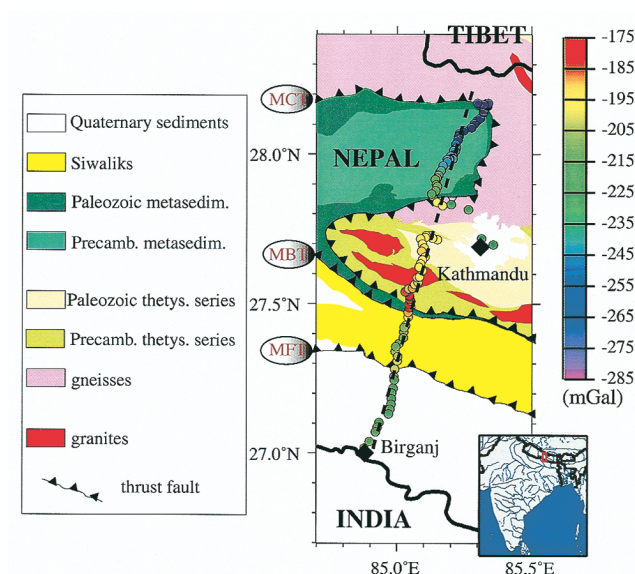 TIBET
MCT
Quaternary sediments
Siwaliks
28.0°N
NEPAL
Paleozoic metasedim.
Precamb. metasedim.
MBT
Kathmandu
Paleozoic thetys. series
27.5°N
Precamb. thetys. series
MFT
gneisses
granites
27.0°N
Birganj
thrust fault
INDIA
85.0°E
85.5°E
-175
-185
-195
-205
-215
-225
-235
-245
-255
-265
-275
-285
(mGal)